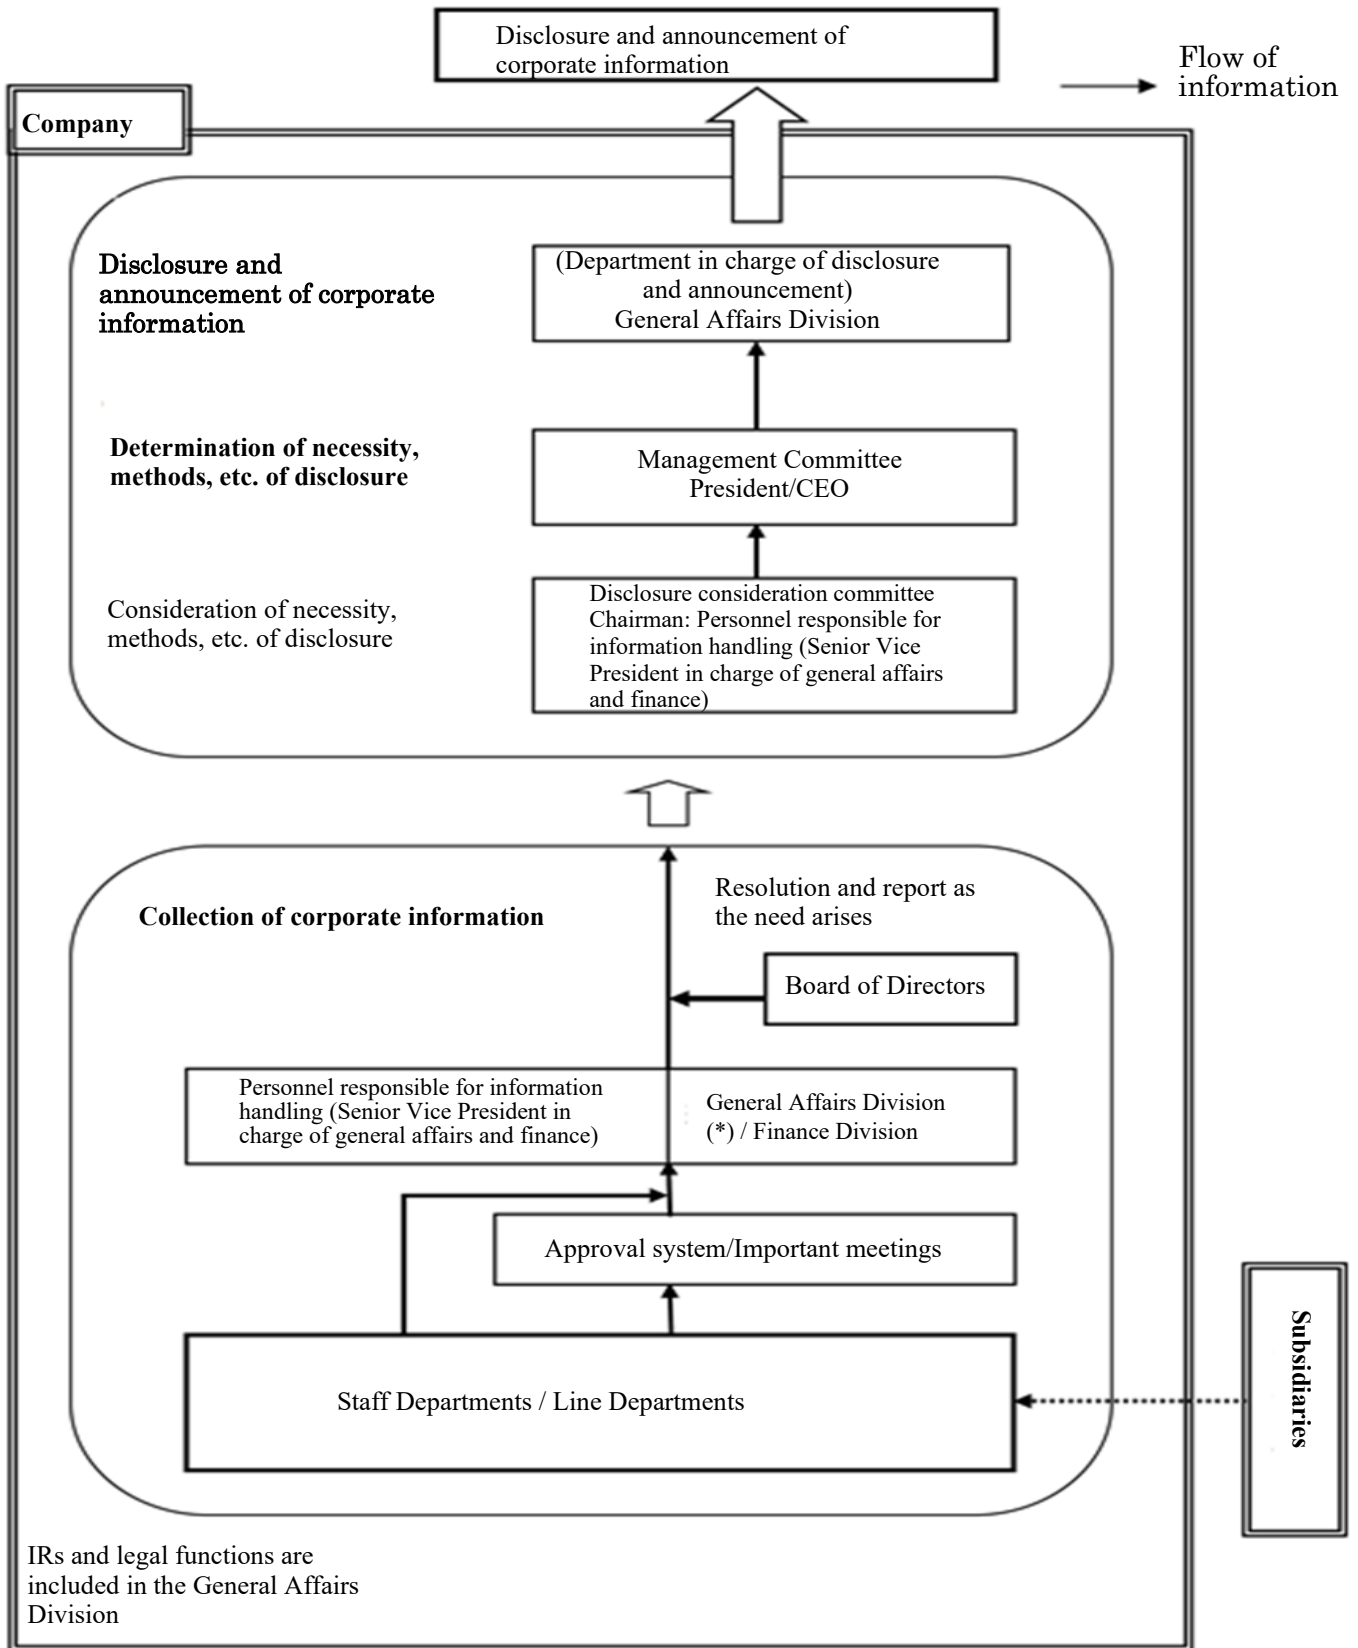 Disclosure and announcement of
corporate information
Flow of
information
Company
Disclosure and
announcement of corporate
information
(Department in charge of disclosure
and announcement)
General Affairs Division
Determination of necessity,
methods, etc. of disclosure
Management Committee
President/CEO
Consideration of necessity,
methods, etc. of disclosure
Disclosure consideration committee
Chairman: Personnel responsible for
information handling (Senior Vice
President in charge of general affairs
and finance)
Collection of corporate information
Resolution and report as
the need arises
Board of Directors
Personnel responsible for information
handling (Senior Vice President in
charge of general affairs and finance)
General Affairs Division
(*) / Finance Division
Approval system/Important meetings
Staff Departments / Line Departments
Subsidiaries
IRs and legal functions are
included in the General Affairs
Division